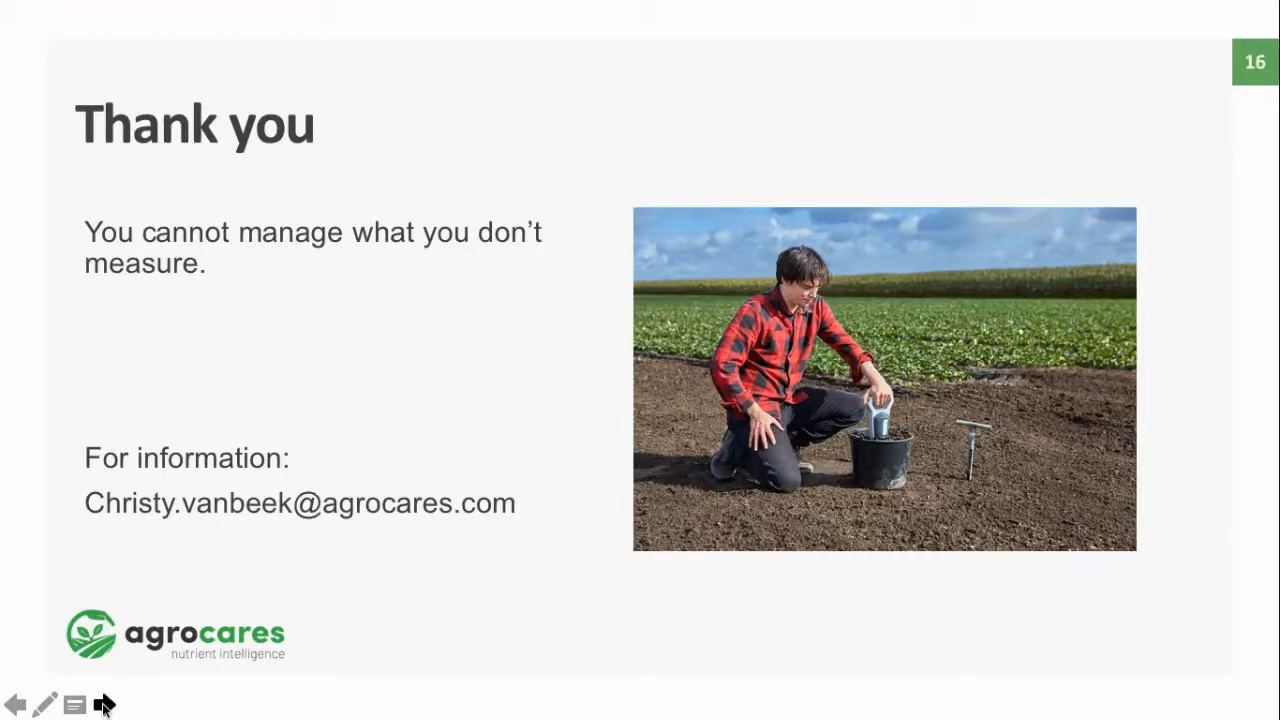 16
Thank you
You cannot manage what you don’t
measure.
For information:
Christy.vanbeek@agrocares.com
agrocares
nutrient intelligence